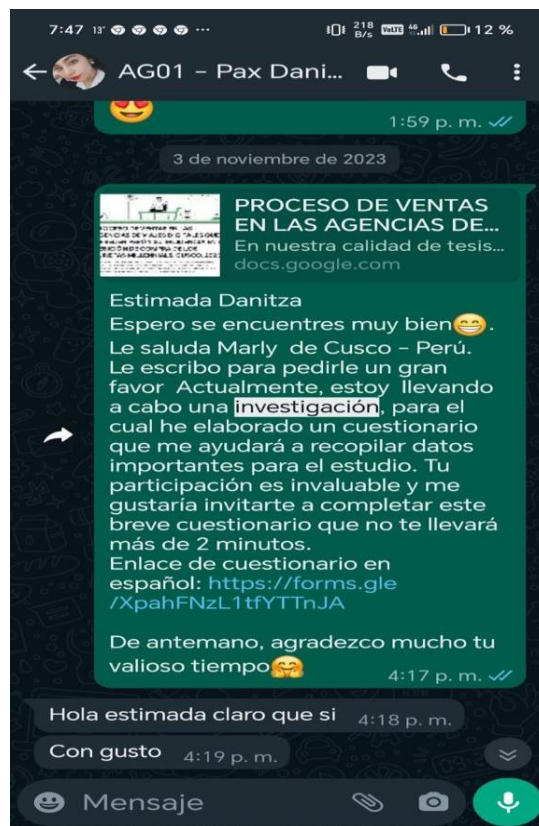 7:47 13° ··· 218 B/s VoLTE 4G 12 %
AG01 – Pax Dani...
1:59 p. m.
3 de noviembre de 2023
PROCESO DE VENTAS
EN LAS AGENCIAS DE...
En nuestra calidad de tesis...
docs.google.com
Estimada Danitza
Espero se encuentres muy bien😁.
Le saluda Marly de Cusco – Perú.
Le escribo para pedirle un gran
favor Actualmente, estoy llevando
a cabo una investigación, para el
cual he elaborado un cuestionario
que me ayudará a recopilar datos
importantes para el estudio. Tu
participación es invaluable y me
gustaría invitarte a completar este
breve cuestionario que no te llevará
más de 2 minutos.
Enlace de cuestionario en
español: https://forms.gle
/XpahFNzL1tfYTTnJA
De antemano, agradezco mucho tu
valioso tiempo🤗
4:17 p. m.
Hola estimada claro que si 4:18 p. m.
Con gusto 4:19 p. m.
Mensaje